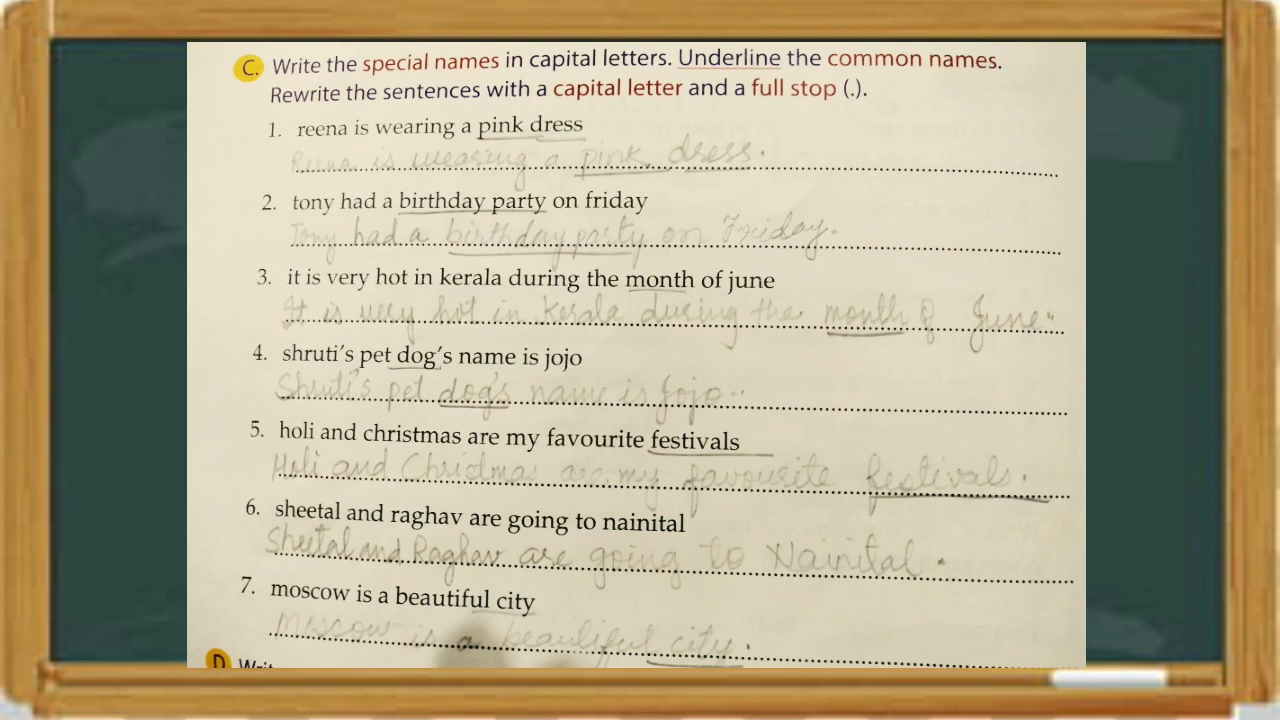 C. Write the special names in capital letters. Underline the common names.
Rewrite the sentences with a capital letter and a full stop (.).
1. reena is wearing a pink dress
Reena is wearing a pink dress.
2. tony had a birthday party on friday
Tony had a birthday party on Friday.
3. it is very hot in kerala during the month of june
It is very hot in Kerala during the month of June.
4. shruti's pet dog's name is jojo
Shruti's pet dog's name is Jojo.
5. holi and christmas are my favourite festivals
Holi and Christmas are my favourite festivals.
6. sheetal and raghav are going to nainital
Sheetal and Raghav are going to Nainital.
7. moscow is a beautiful city
Moscow is a beautiful city.
D.